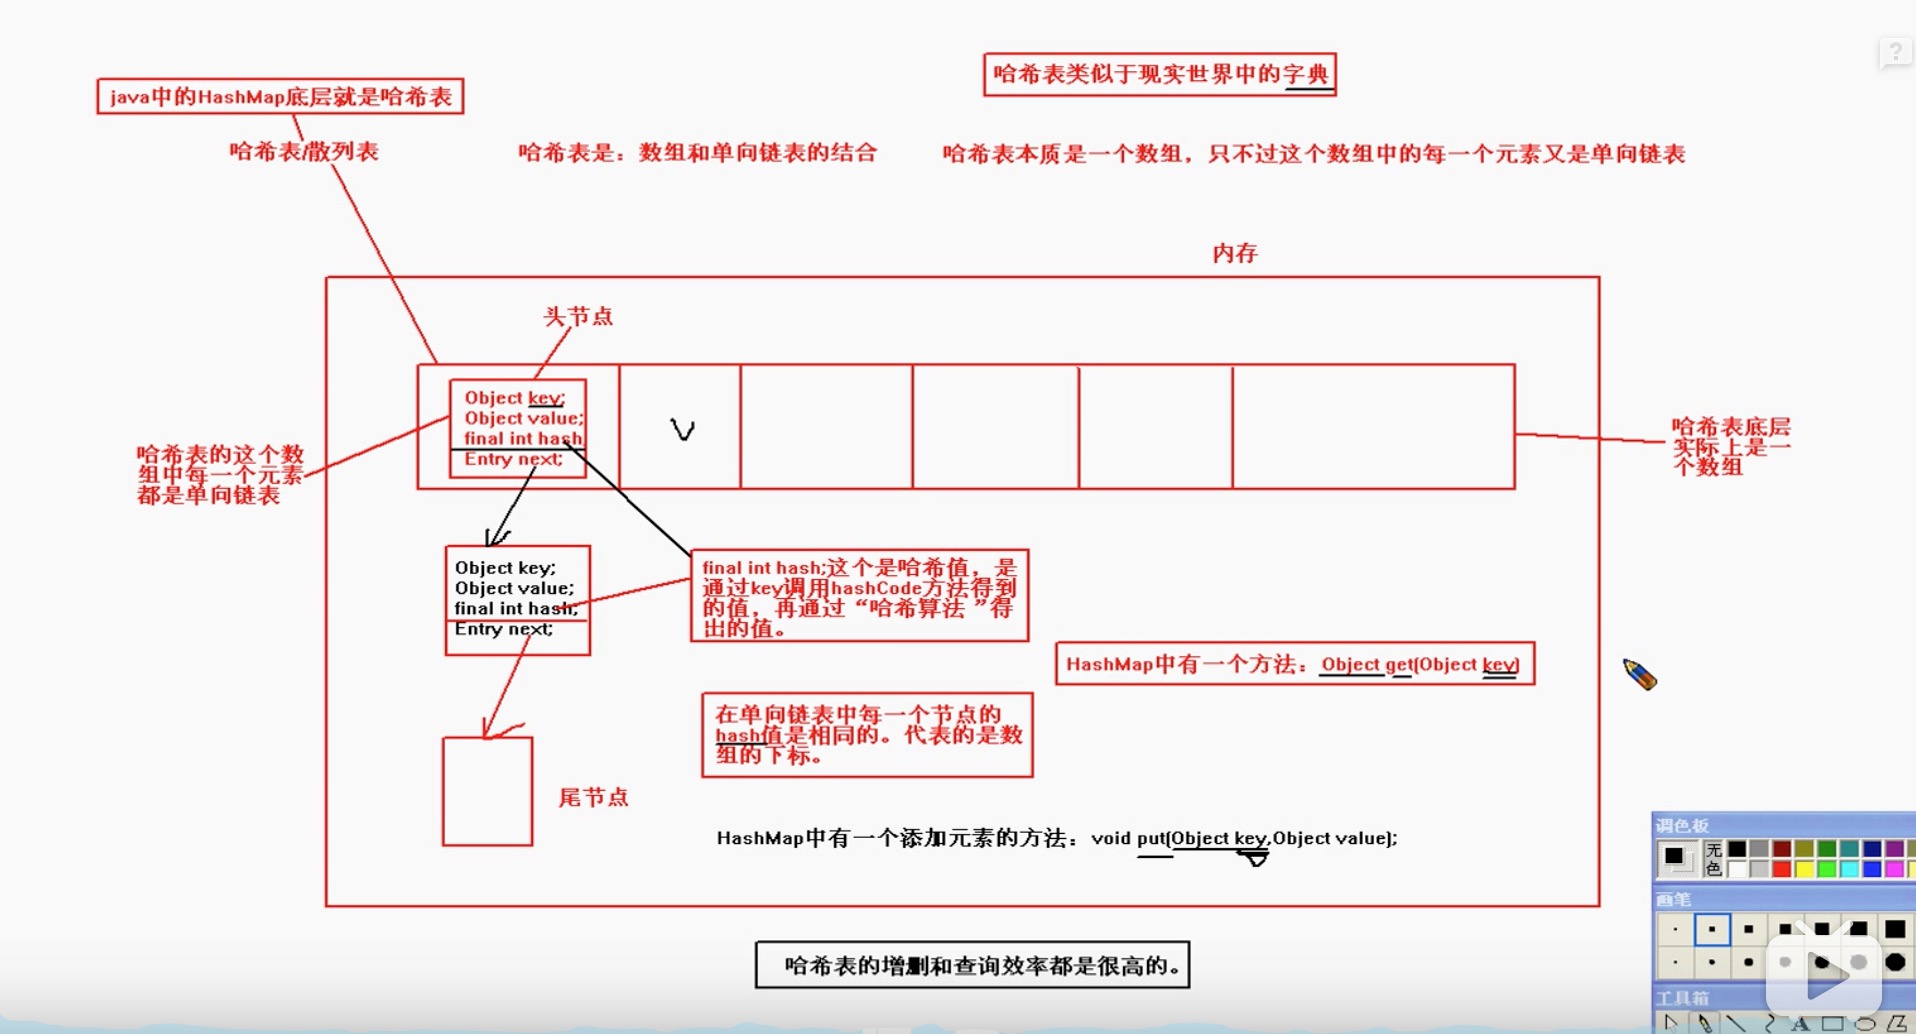 哈希表类似于现实世界中的字典
java中的HashMap底层就是哈希表
哈希表/散列表
哈希表是：数组和单向链表的结合
哈希表本质是一个数组，只不过这个数组中的每一个元素又是单向链表
内存
头节点
Object key;
Object value;
final int hash
Entry next;
哈希表的这个数
组中每一个元素
都是单向链表
哈希表底层
实际上是一
个数组
Object key;
Object value;
final int hash;
Entry next;
final int hash;这个是哈希值，是
通过key调用hashCode方法得到
的值，再通过“哈希算法 ”得
出的值。
HashMap中有一个方法：Object get(Object key)
在单向链表中每一个节点的
hash值是相同的。代表的是数
组的下标。
尾节点
HashMap中有一个添加元素的方法：void put(Object key,Object value);
哈希表的增删和查询效率都是很高的。
调色板
无
色
画笔
工具箱
A
?